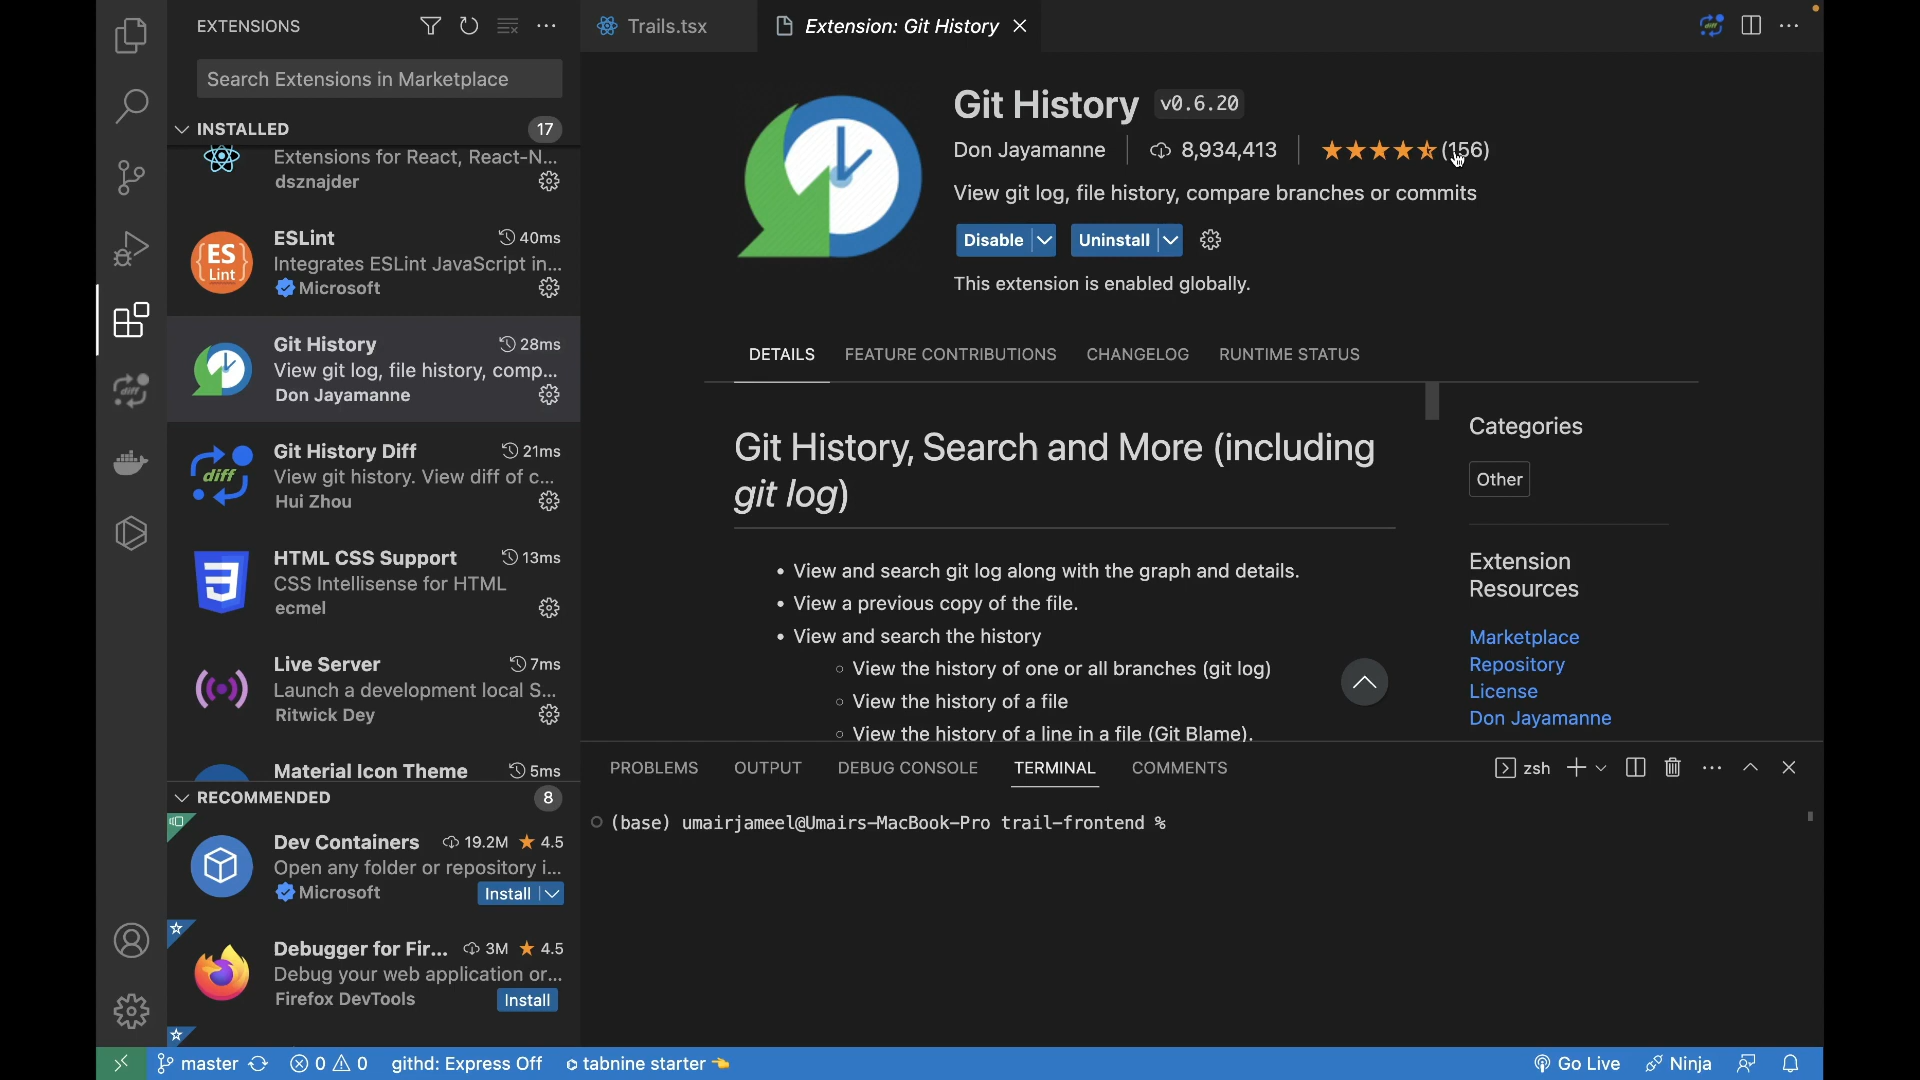 EXTENSIONS
Search Extensions in Marketplace
INSTALLED 17
Extensions for React, React-N...
dsznajder
ES
Lint
ESLint 40ms
Integrates ESLint JavaScript in...
Microsoft
Git History 28ms
View git log, file history, comp...
Don Jayamanne
diff
Git History Diff 21ms
View git history. View diff of c...
Hui Zhou
HTML CSS Support 13ms
CSS Intellisense for HTML
ecmel
Live Server 7ms
Launch a development local S...
Ritwick Dey
Material Icon Theme 5ms
RECOMMENDED 8
Dev Containers 19.2M 4.5
Open any folder or repository i...
Microsoft Install
Debugger for Fir... 3M 4.5
Debug your web application or...
Firefox DevTools Install
Trails.tsx Extension: Git History
Git History v0.6.20
Don Jayamanne 8,934,413 (156)
View git log, file history, compare branches or commits
Disable Uninstall
This extension is enabled globally.
DETAILS FEATURE CONTRIBUTIONS CHANGELOG RUNTIME STATUS
Git History, Search and More (including
git log)
• View and search git log along with the graph and details.
• View a previous copy of the file.
• View and search the history
◦ View the history of one or all branches (git log)
◦ View the history of a file
◦ View the history of a line in a file (Git Blame).
Categories
Other
Extension
Resources
Marketplace
Repository
License
Don Jayamanne
PROBLEMS OUTPUT DEBUG CONSOLE TERMINAL COMMENTS zsh
(base) umairjameel@Umairs-MacBook-Pro trail-frontend %
master 0 0 githd: Express Off tabnine starter Go Live Ninja